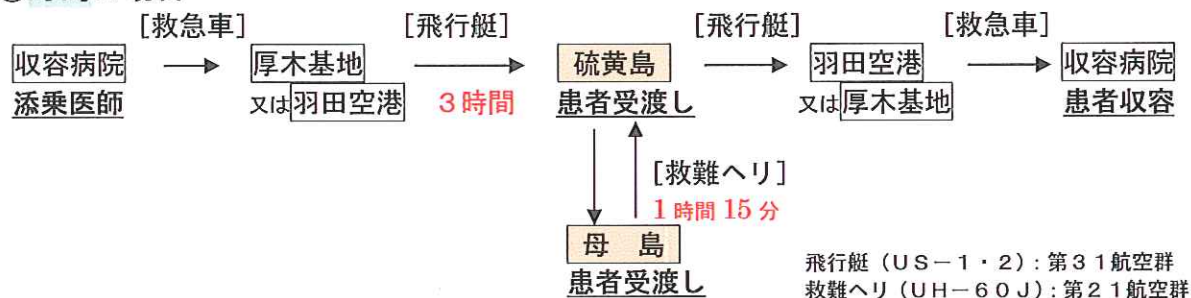 [救急車] [飛行艇] [飛行艇] [救急車]
収容病院 厚木基地 硫黄島 羽田空港 収容病院
添乗医師 又は羽田空港 3時間 患者受渡し 又は厚木基地 患者収容
[救難ヘリ]
1時間15分
母 島
患者受渡し
飛行艇(US-1・2):第31航空群
救難ヘリ(UH-60J):第21航空群